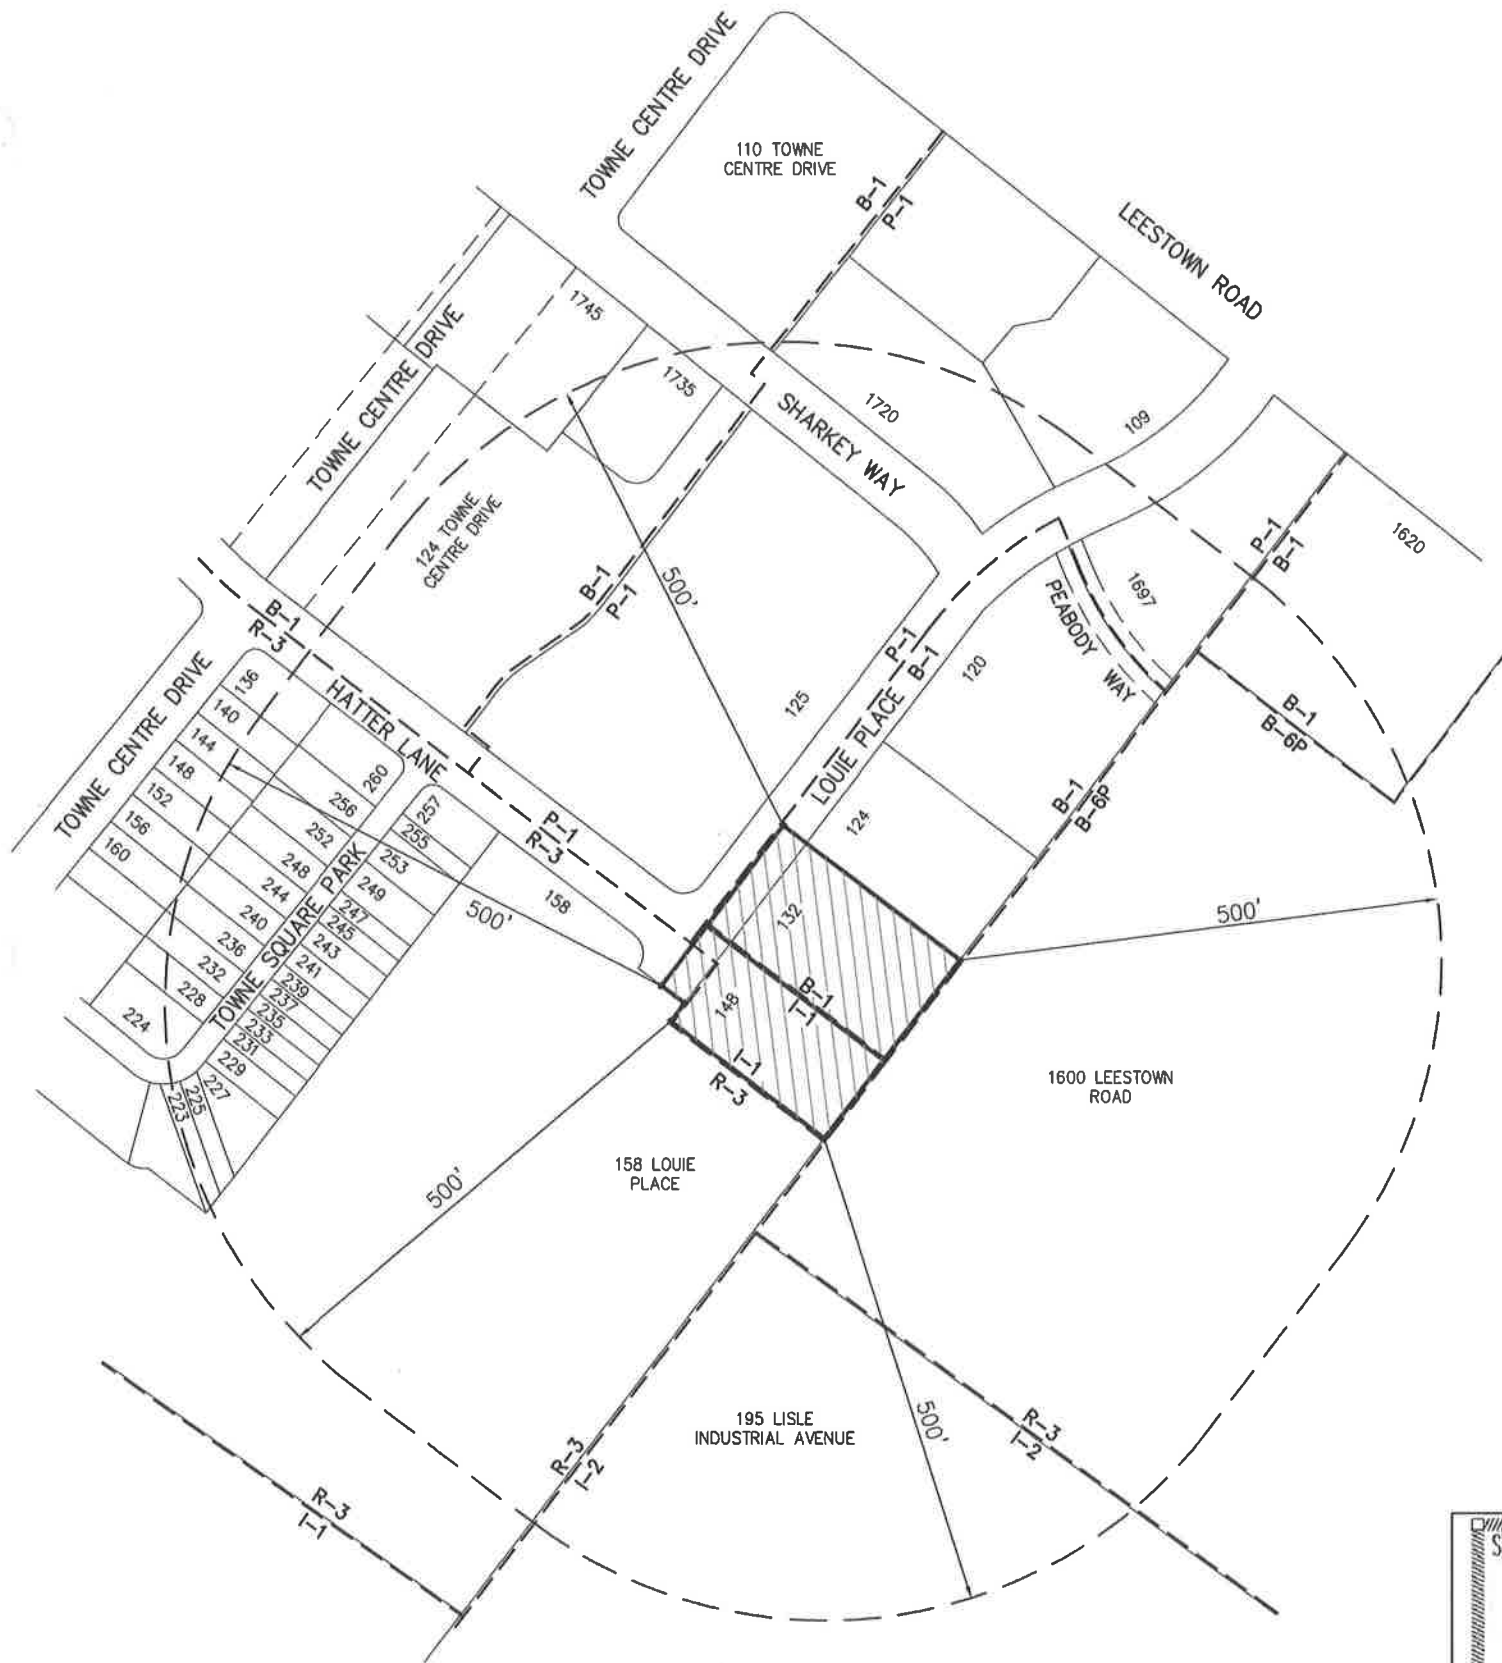 TOWNE CENTRE DRIVE
110 TOWNE
CENTRE DRIVE
B-1
P-1
LEESTOWN ROAD
1745
TOWNE CENTRE DRIVE
1735
SHARKEY WAY
1720
109
124 TOWNE
CENTRE DRIVE
B-1
P-1
500'
P-1
B-1
1620
1697
PEABODY WAY
B-1
R-3
HATTER LANE
TOWNE CENTRE DRIVE
P-1
B-1
LOUIE PLACE
120
125
124
B-1
B-6P
B-1
B-6P
136
140
144
148
152
156
160
260
256
252
248
244
240
236
232
228
224
TOWNE SQUARE PARK
257
255
253
249
247
245
243
241
239
237
235
233
231
229
227
225
223
158
P-1
R-3
500'
132
B-1
I-1
148
I-1
R-3
500'
1600 LEESTOWN
ROAD
158 LOUIE
PLACE
500'
195 LISLE
INDUSTRIAL AVENUE
500'
R-3
I-2
R-3
I-2
R-3
I-1
S